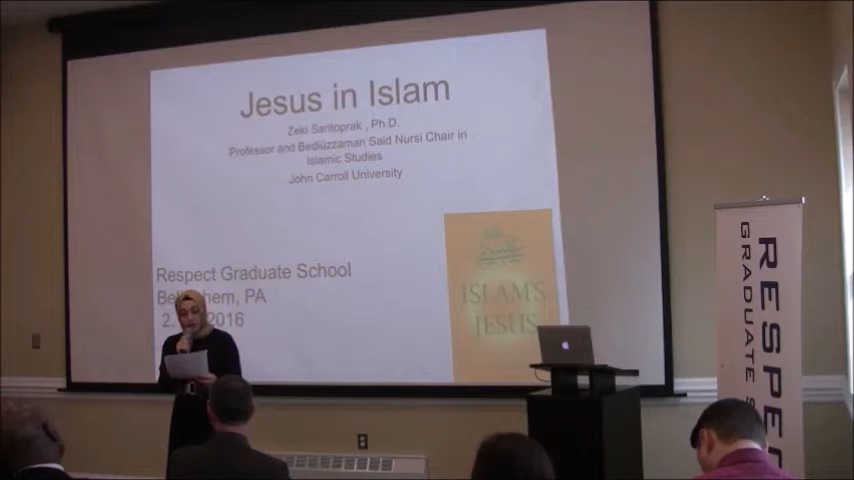 Jesus in Islam
Zeki Saritoprak , Ph.D.
Professor and Bediüzzaman Said Nursi Chair in
Islamic Studies
John Carroll University
Respect Graduate School
PA
2016
ISLAM'S
JESUS
RESPECT
GRADUATE